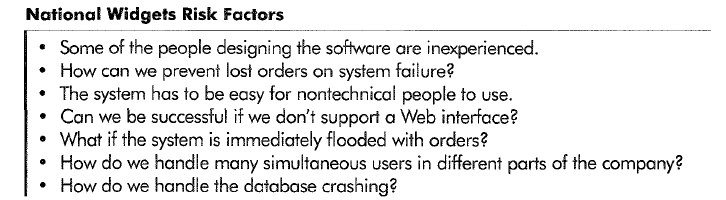 National Widgets Risk Factors
• Some of the people designing the software are inexperienced.
• How can we prevent lost orders on system failure?
• The system has to be easy for nontechnical people to use.
• Can we be successful if we don't support a Web interface?
• What if the system is immediately flooded with orders?
• How do we handle many simultaneous users in different parts of the company?
• How do we handle the database crashing?